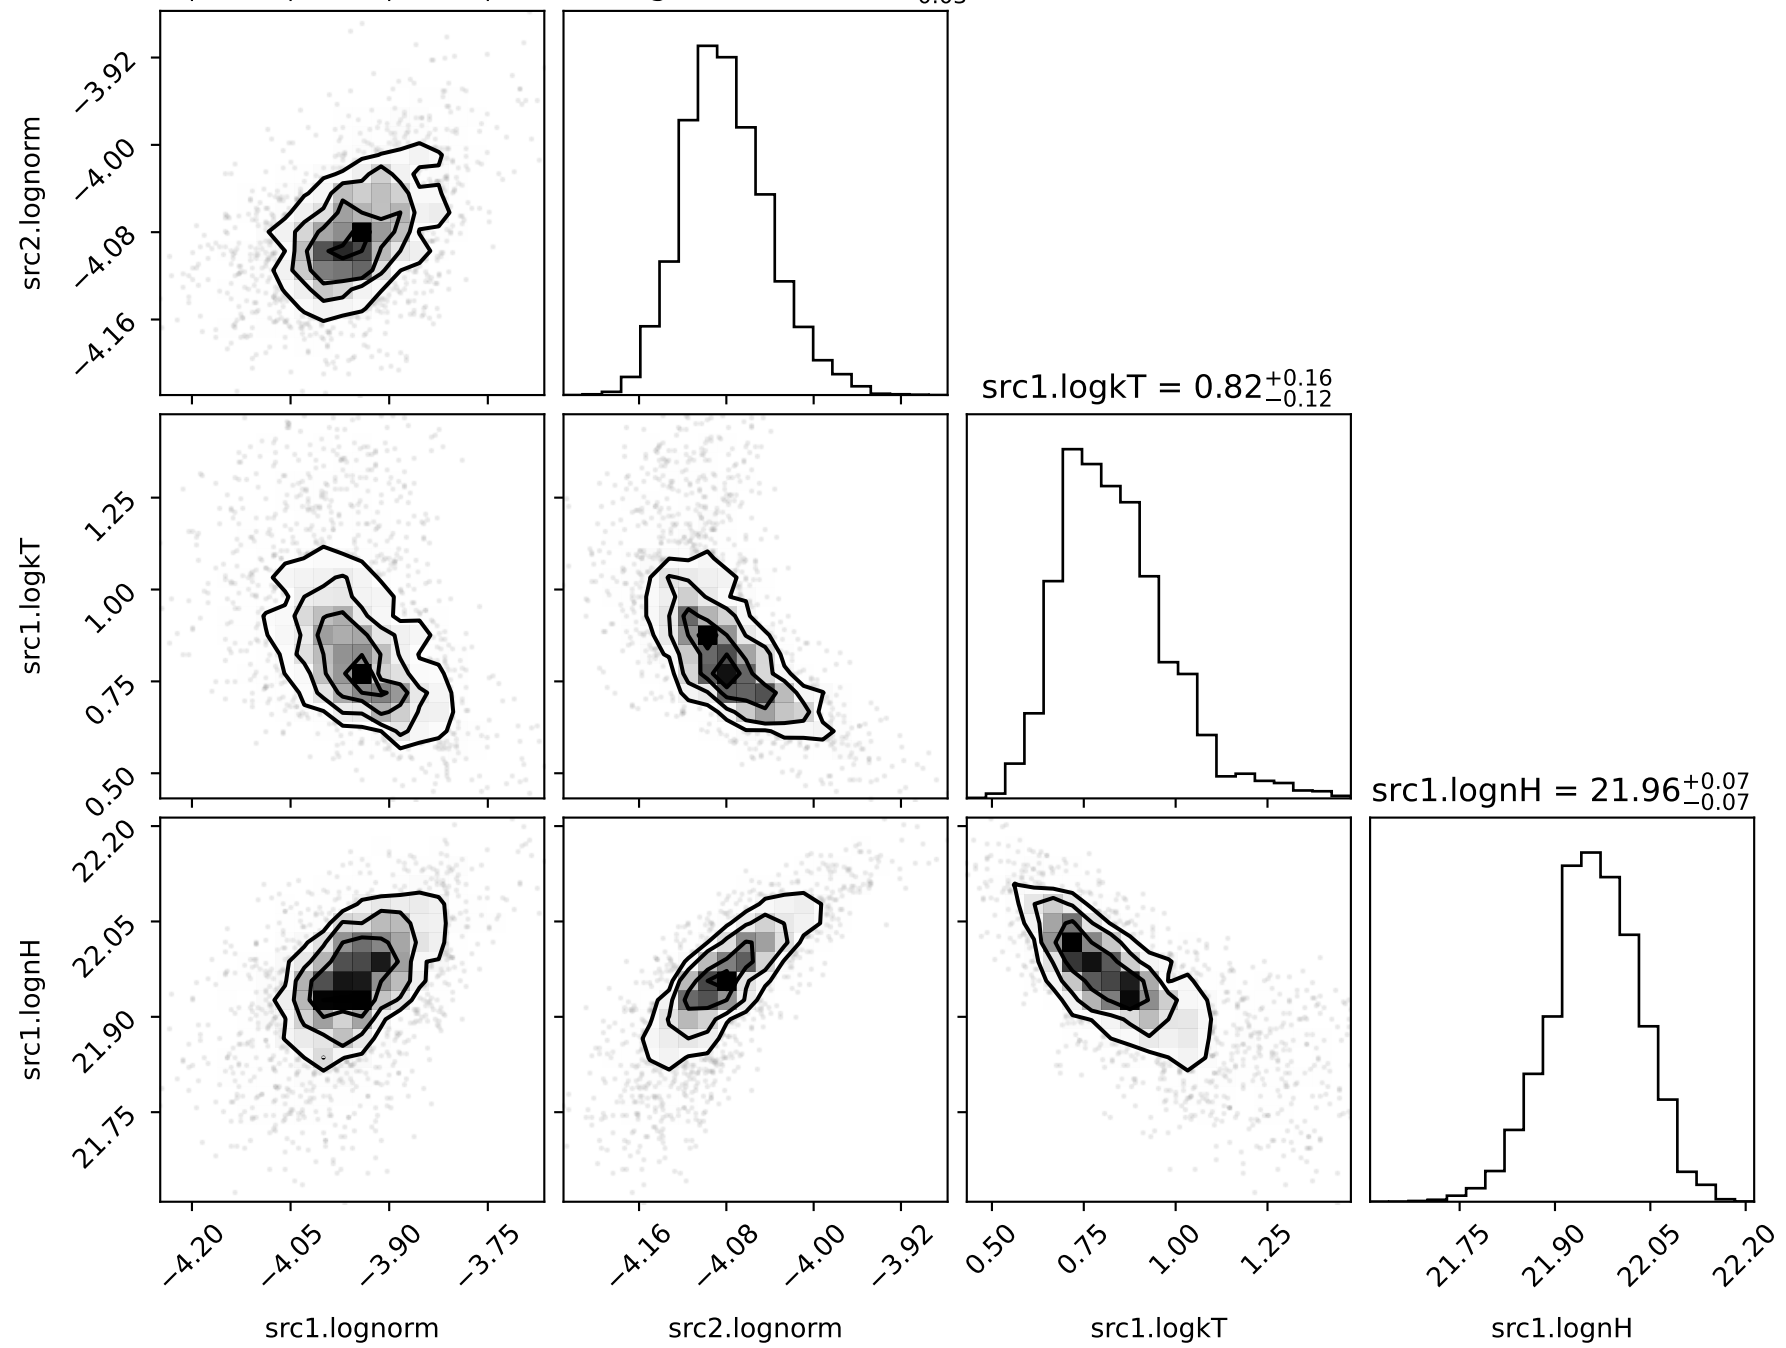 −3.92
−4.00
−4.08
−4.16
src2.lognorm
src1.logkT = 0.82 +0.16 −0.12
1.25
1.00
0.75
0.50
src1.logkT
src1.lognH = 21.96 +0.07 −0.07
22.20
22.05
21.90
21.75
src1.lognH
−4.20 −4.05 −3.90 −3.75
−4.16 −4.08 −4.00 −3.92
0.50 0.75 1.00 1.25
21.75 21.90 22.05 22.20
src1.lognorm src2.lognorm src1.logkT src1.lognH